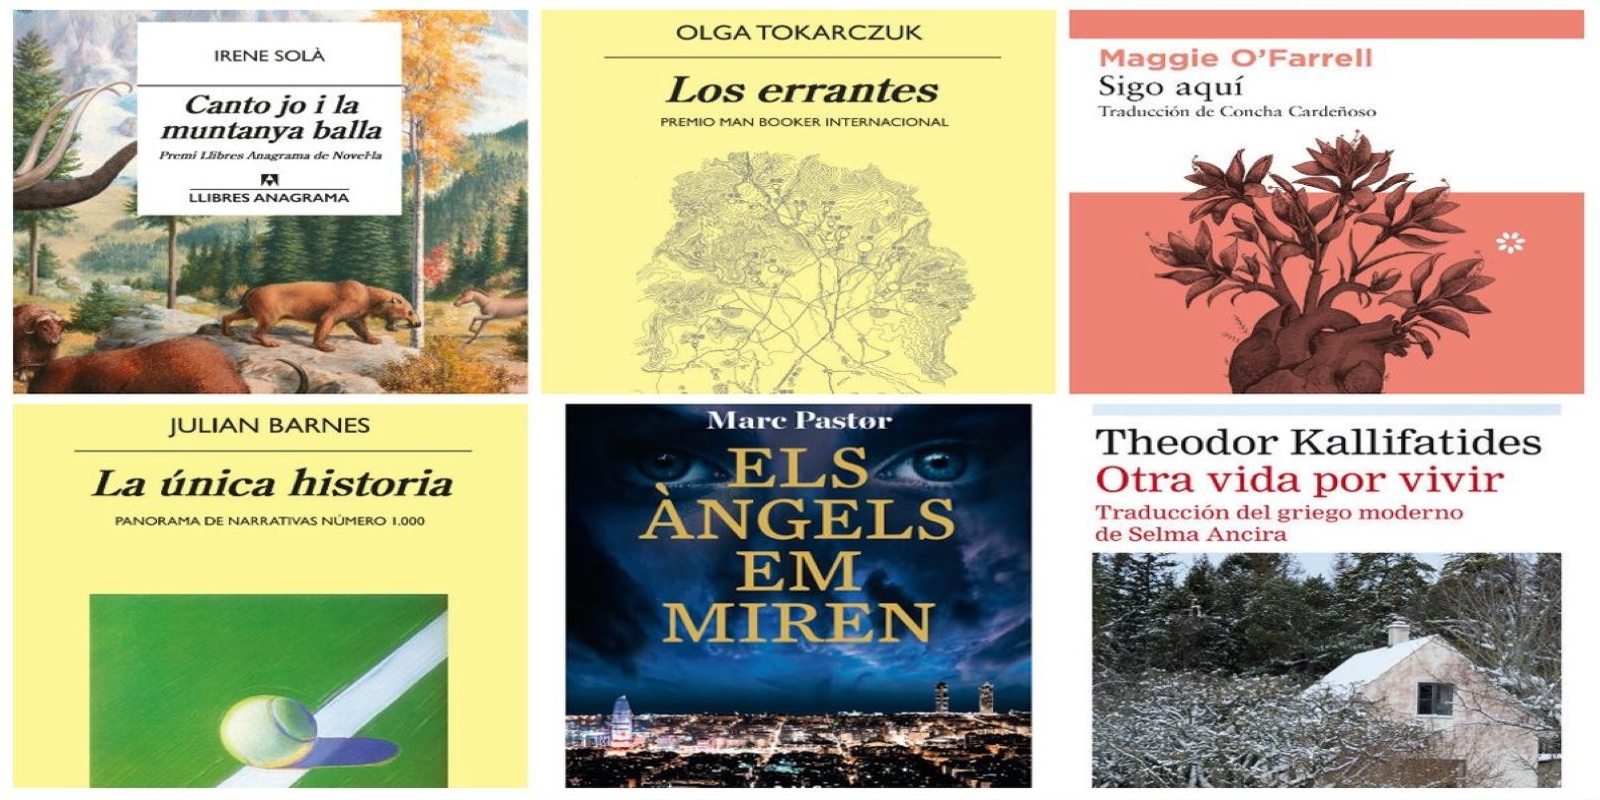 IRENE SOLÀ
Canto jo i la
muntanya balla
Premi Llibres Anagrama de Novel·la
LLIBRES ANAGRAMA
OLGA TOKARCZUK
Los errantes
PREMIO MAN BOOKER INTERNACIONAL
Maggie O'Farrell
Sigo aquí
Traducción de Concha Cardeñoso
JULIAN BARNES
La única historia
PANORAMA DE NARRATIVAS NÚMERO 1.000
Marc Pastør
ELS
ÀNGELS
EM
MIREN
Theodor Kallifatides
Otra vida por vivir
Traducción del griego moderno
de Selma Ancira